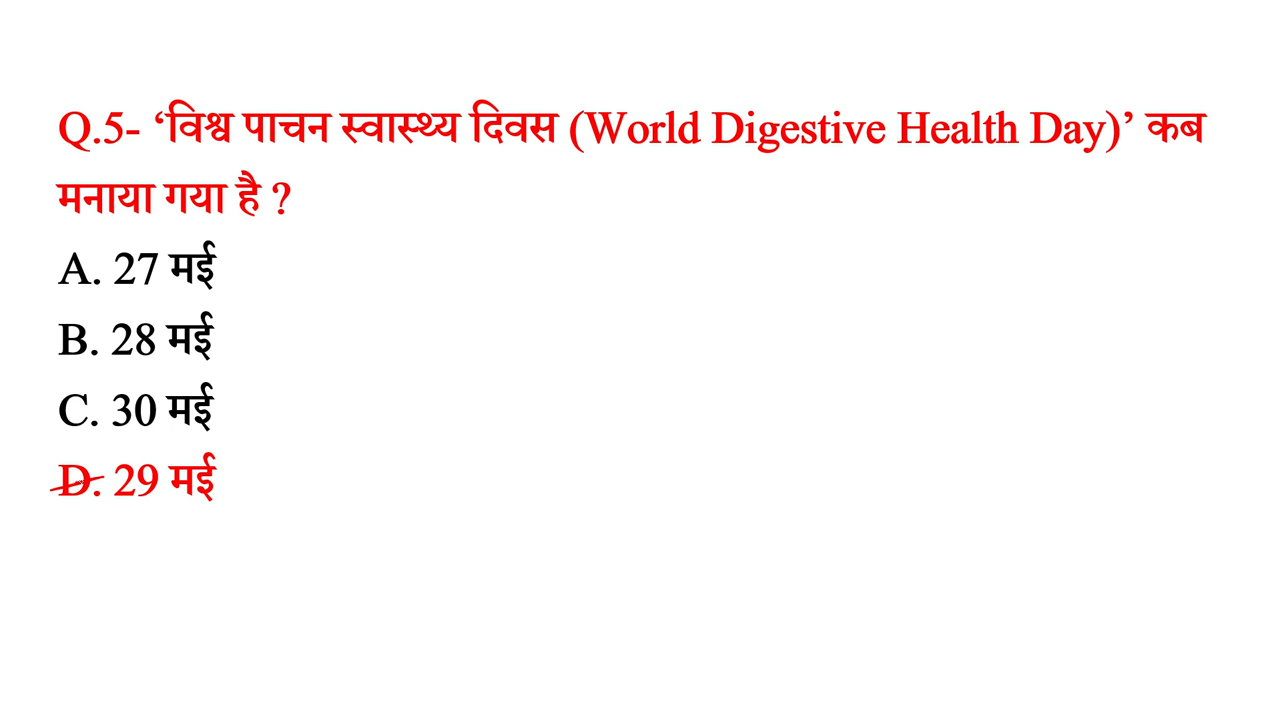 Q.5- ‘विश्व पाचन स्वास्थ्य दिवस (World Digestive Health Day)’ कब
मनाया गया है ?
A. 27 मई
B. 28 मई
C. 30 मई
D. 29 मई